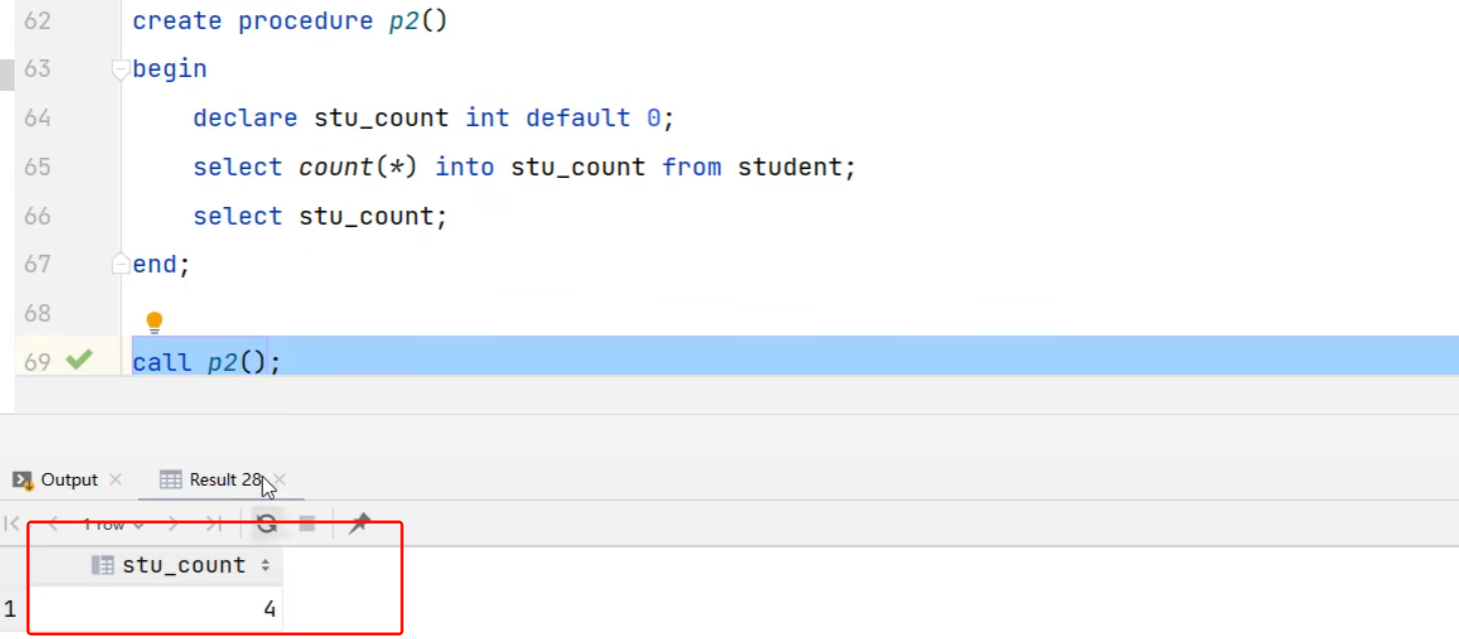 62 create procedure p2()
63 begin
64 declare stu_count int default 0;
65 select count(*) into stu_count from student;
66 select stu_count;
67 end;
68
69 call p2();
Output Result 28
1 row
stu_count
1 4